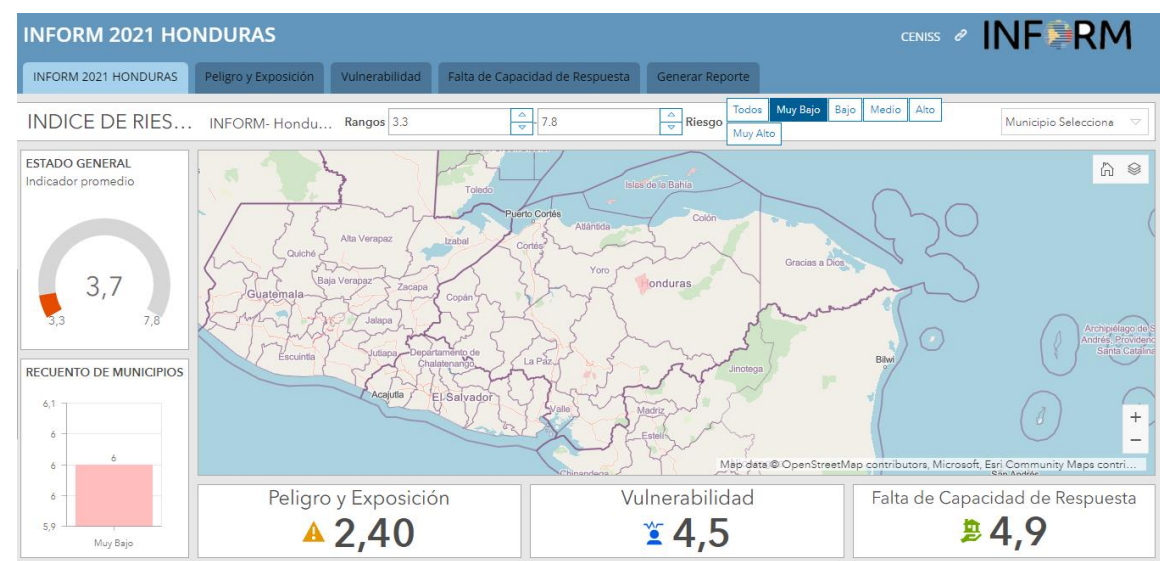 INFORM 2021 HONDURAS
CENISS
INFORM
INFORM 2021 HONDURAS
Peligro y Exposición
Vulnerabilidad
Falta de Capacidad de Respuesta
Generar Reporte
INDICE DE RIES...
INFORM- Hondu...
Rangos 3.3 - 7.8
Riesgo
Todos
Muy Bajo
Bajo
Medio
Alto
Muy Alto
Municipio Selecciona
ESTADO GENERAL
Indicador promedio
3,7
3,3
7,8
RECUENTO DE MUNICIPIOS
6,1
6
6
6
6
5,9
Muy Bajo
Toledo
Islas de la Bahía
Puerto Cortés
Atlántida
Colón
Alta Verapaz
Izabal
Cortés
Quiché
Gracias a Dios
Yoro
Baja Verapaz
Zacapa
Honduras
Guatemala
Copán
Jalapa
Archipiélago de S
Andrés, Providenc
Santa Catalina
Escuintla
Jutiapa
Departamento de
Chalatenango
La Paz
Jinotega
Bilwi
Acajutla
El Salvador
Valle
Madriz
Estelí
Chinandega
San Andrés
+
−
Map data © OpenStreetMap contributors, Microsoft, Esri Community Maps contri...
Peligro y Exposición
2,40
Vulnerabilidad
4,5
Falta de Capacidad de Respuesta
4,9